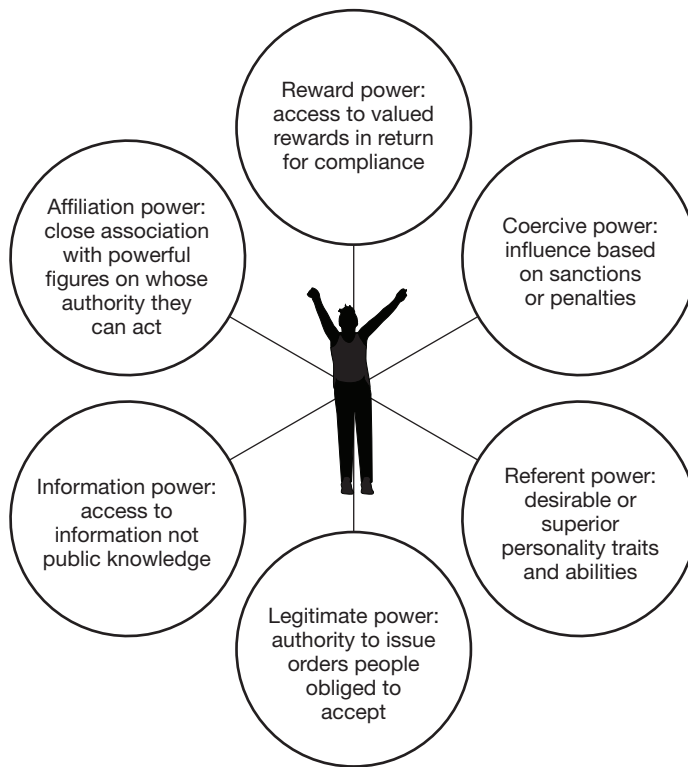 Reward power:
access to valued
rewards in return
for compliance
Affiliation power:
close association
with powerful
figures on whose
authority they
can act
Coercive power:
influence based
on sanctions
or penalties
Information power:
access to
information not
public knowledge
Referent power:
desirable or
superior
personality traits
and abilities
Legitimate power:
authority to issue
orders people
obliged to
accept